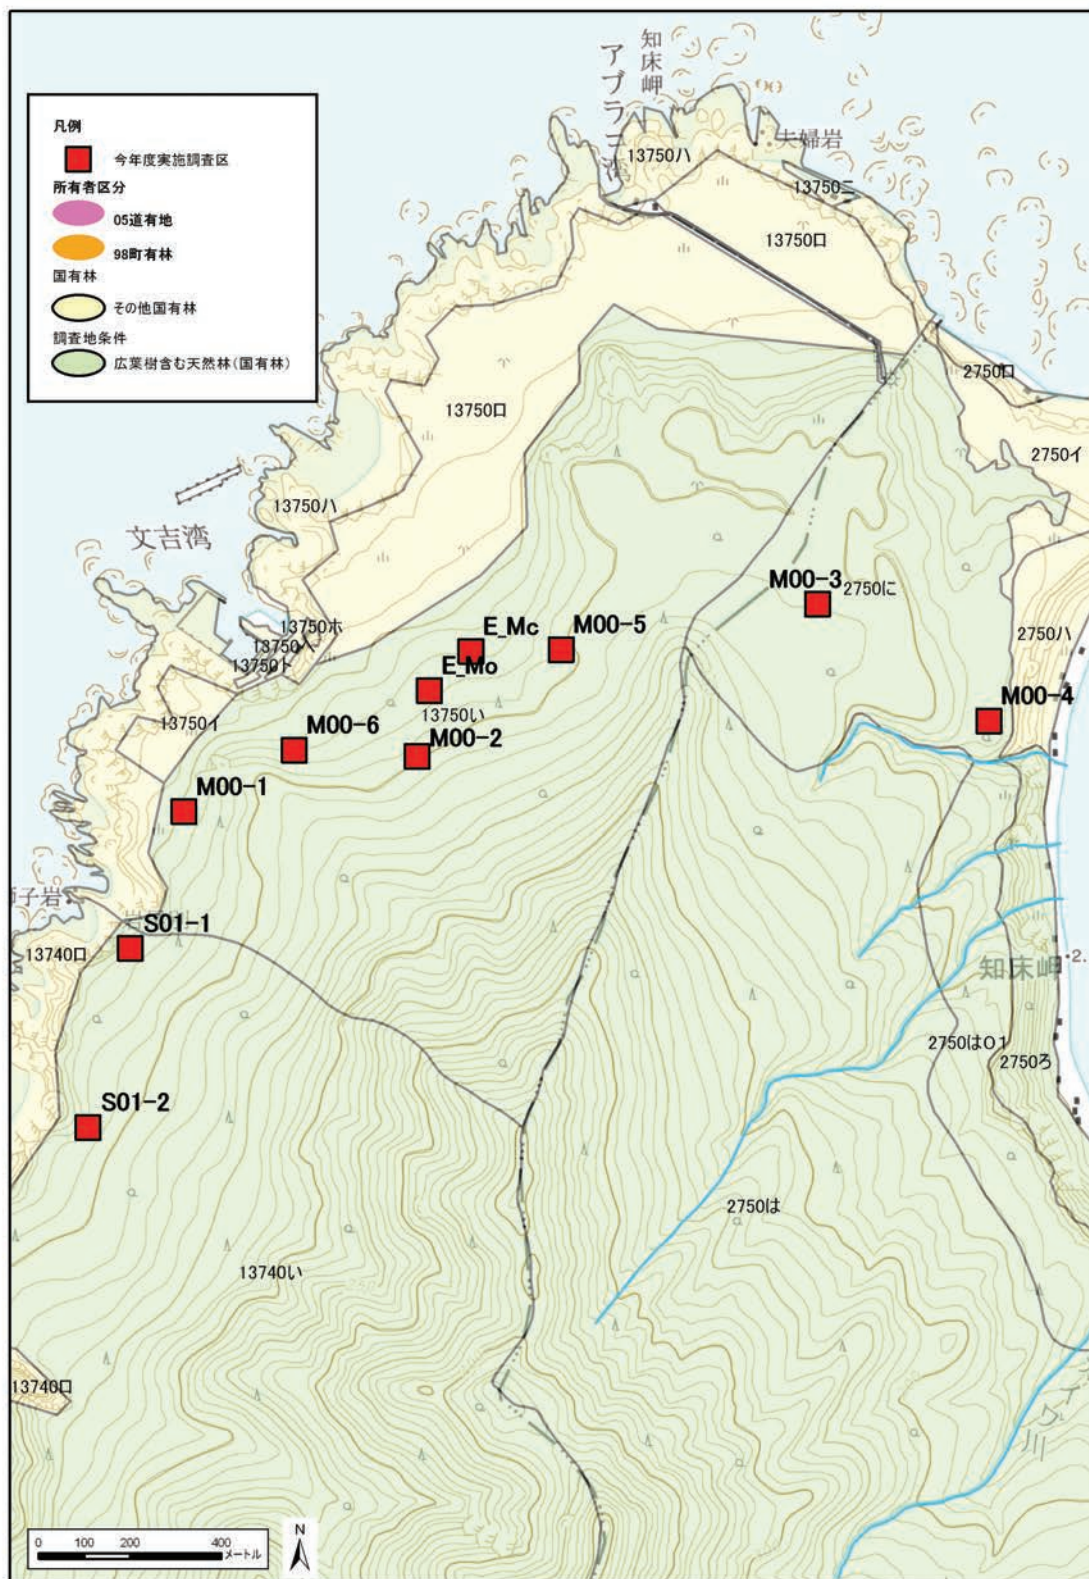 知床岬
アブラコ湾
凡例
今年度実施調査区
所有者区分
05道有地
98町有林
国有林
その他国有林
調査地条件
広葉樹含む天然林(国有林)
13750ハ
夫婦岩
13750ニ
13750ロ
2750ロ
13750ロ
2750イ
13750ハ
文吉湾
M00-3
2750に
13750ホ
E_Mc
M00-5
2750ハ
13750ト
E_Mo
13750い
M00-4
13750イ
M00-6
M00-2
M00-1
子岩
S01-1
13740ロ
知床岬
2750は01
2750ろ
S01-2
2750は
13740い
13740ロ
川
0 100 200 400
メートル
N